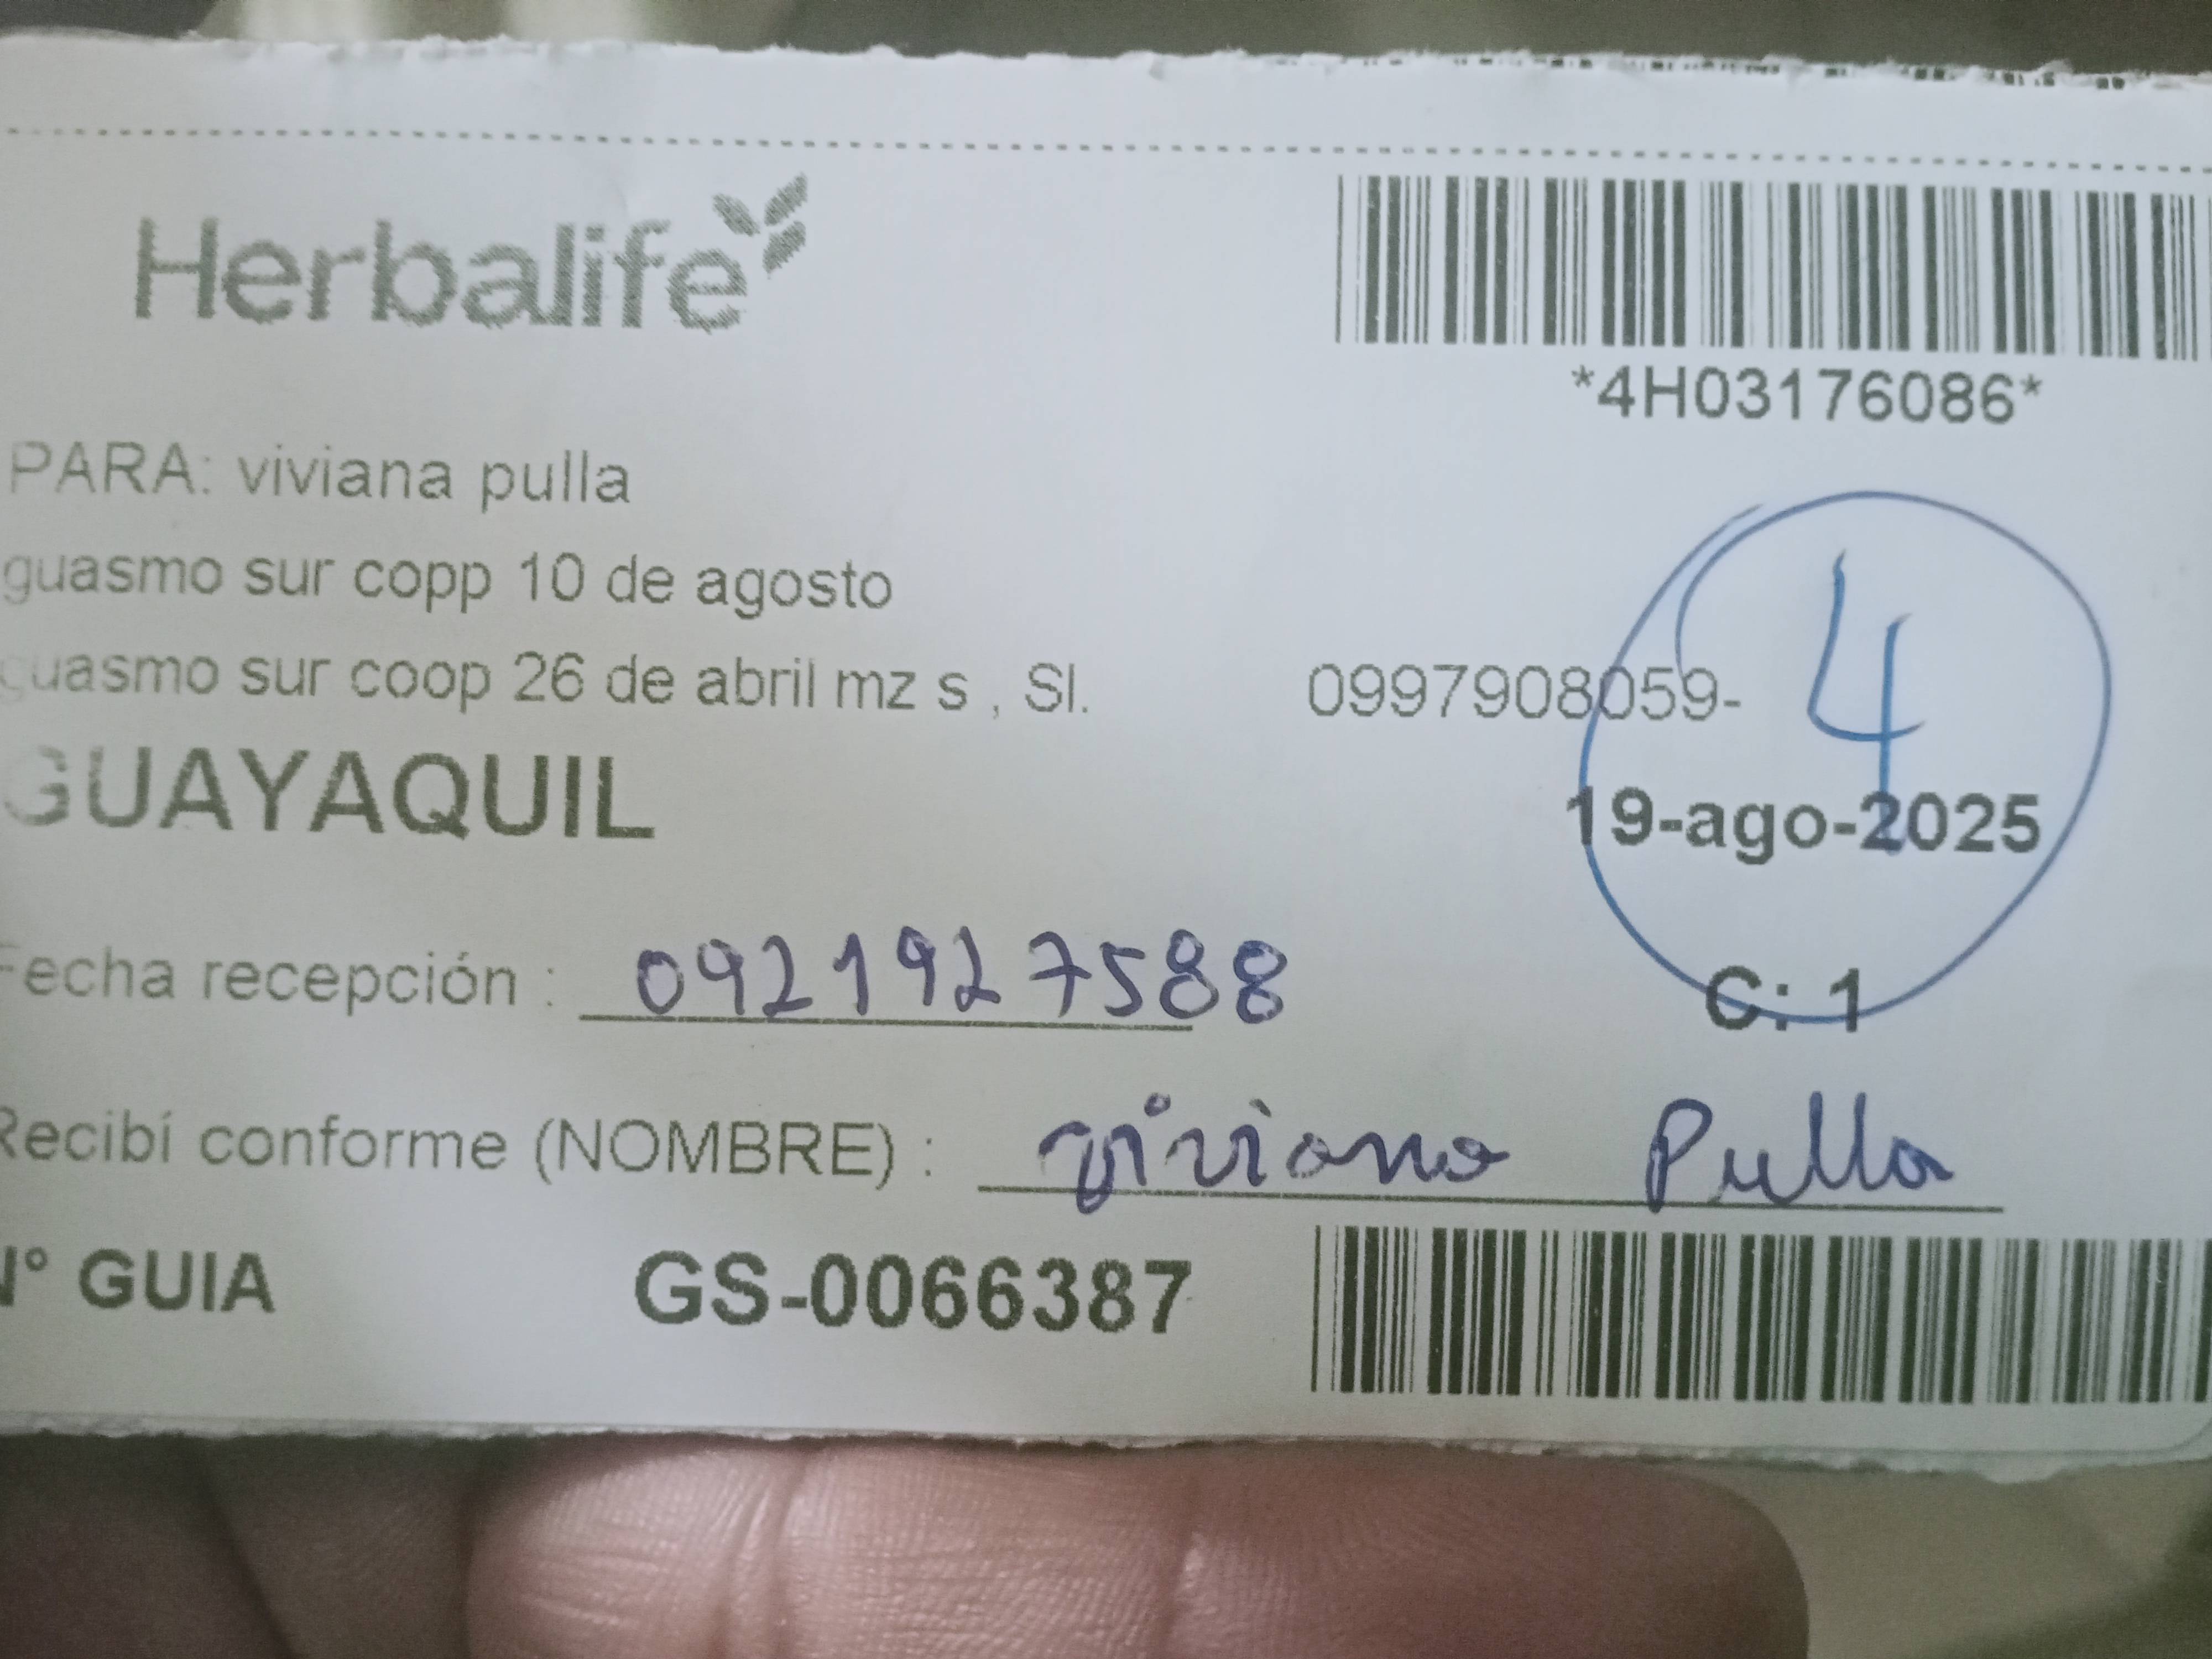 Herbalife
*4H03176086*
PARA: viviana pulla
guasmo sur copp 10 de agosto
guasmo sur coop 26 de abril mz s , Sl. 0997908059-
4
GUAYAQUIL
19-ago-2025
Fecha recepción : 0921927588
C: 1
Recibí conforme (NOMBRE) : viviana Pulla
N° GUIA GS-0066387